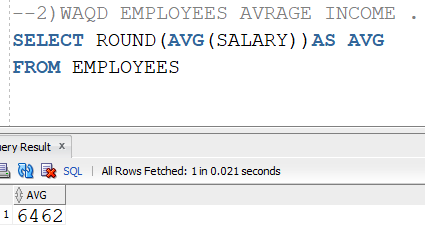 --2)WAQD EMPLOYEES AVRAGE INCOME .
SELECT ROUND(AVG(SALARY))AS AVG
FROM EMPLOYEES
Query Result x
SQL | All Rows Fetched: 1 in 0.021 seconds
AVG
1 6462